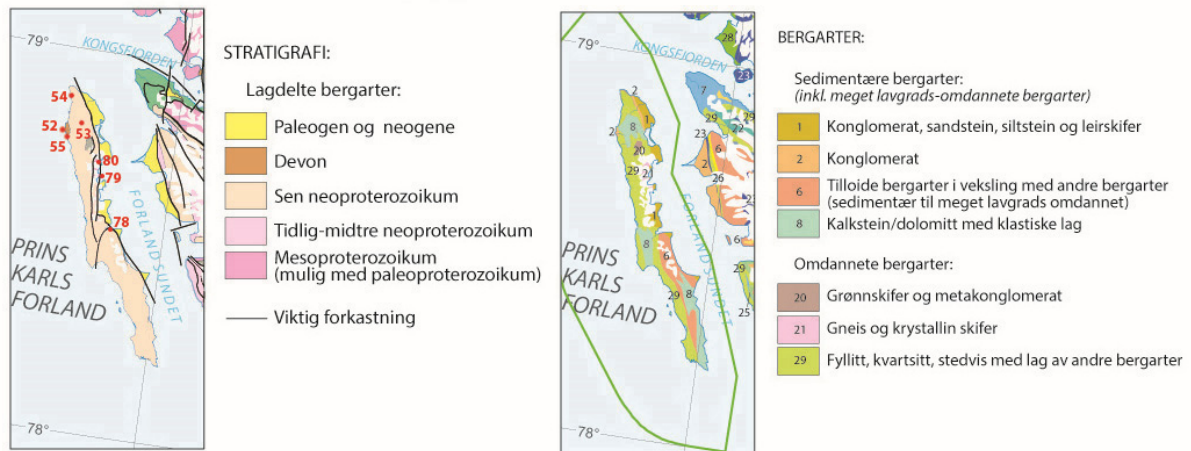 79°
KONGSFJORDEN
54
52
53
55
80
79
78
FORLANDSUNDET
PRINS
KARLS
FORLAND
78°
STRATIGRAFI:
Lagdelte bergarter:
Paleogen og neogene
Devon
Sen neoproterozoikum
Tidlig-midtre neoproterozoikum
Mesoproterozoikum
(mulig med paleoproterozoikum)
Viktig forkastning
79°
KONGSFJORDEN
28
23
7
2
1
8
2
20
29
21
29
22
23
6
2
26
1
FORLANDSUNDET
6
6
8
29
29
25
PRINS
KARLS
FORLAND
78°
BERGARTER:
Sedimentære bergarter:
(inkl. meget lavgrads-omdannete bergarter)
1 Konglomerat, sandstein, siltstein og leirskifer
2 Konglomerat
6 Tilloide bergarter i veksling med andre bergarter
(sedimentær til meget lavgrads omdannet)
8 Kalkstein/dolomitt med klastiske lag
Omdannete bergarter:
20 Grønnskifer og metakonglomerat
21 Gneis og krystallin skifer
29 Fyllitt, kvartsitt, stedvis med lag av andre bergarter